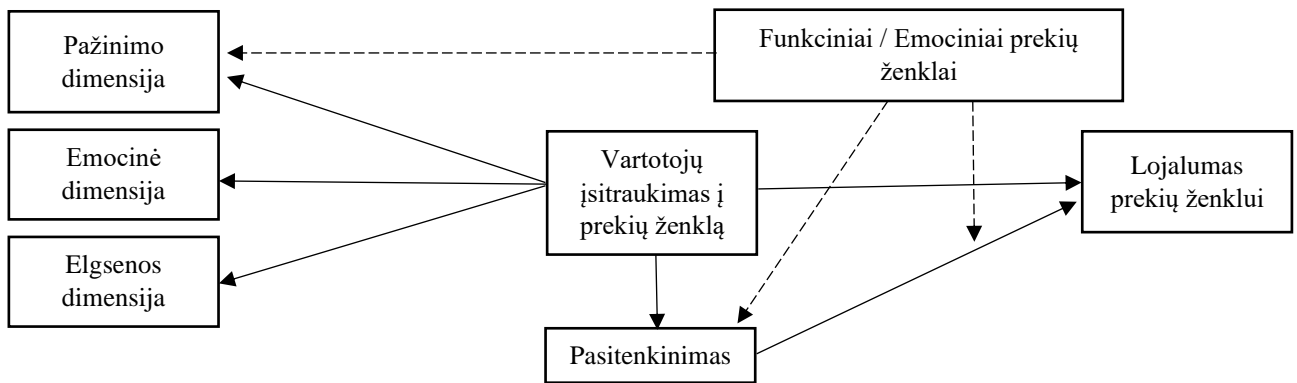 Pažinimo
dimensija
Funkciniai / Emociniai prekių
ženklai
Emocinė
dimensija
Vartotojų
įsitraukimas į
prekių ženklą
Lojalumas
prekių ženklui
Elgsenos
dimensija
Pasitenkinimas